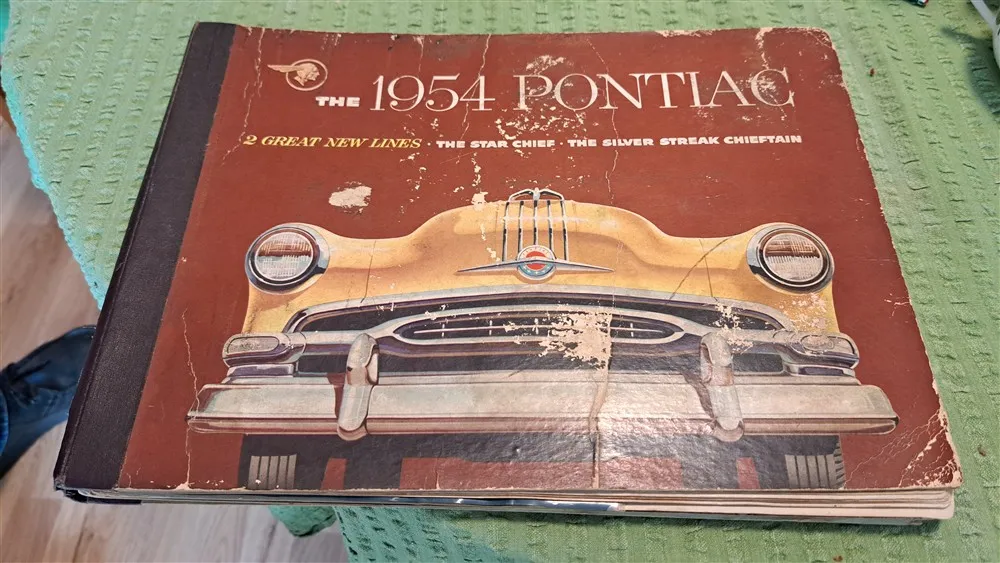 THE 1954 PONTIAC
2 GREAT NEW LINES · THE STAR CHIEF · THE SILVER STREAK CHIEFTAIN